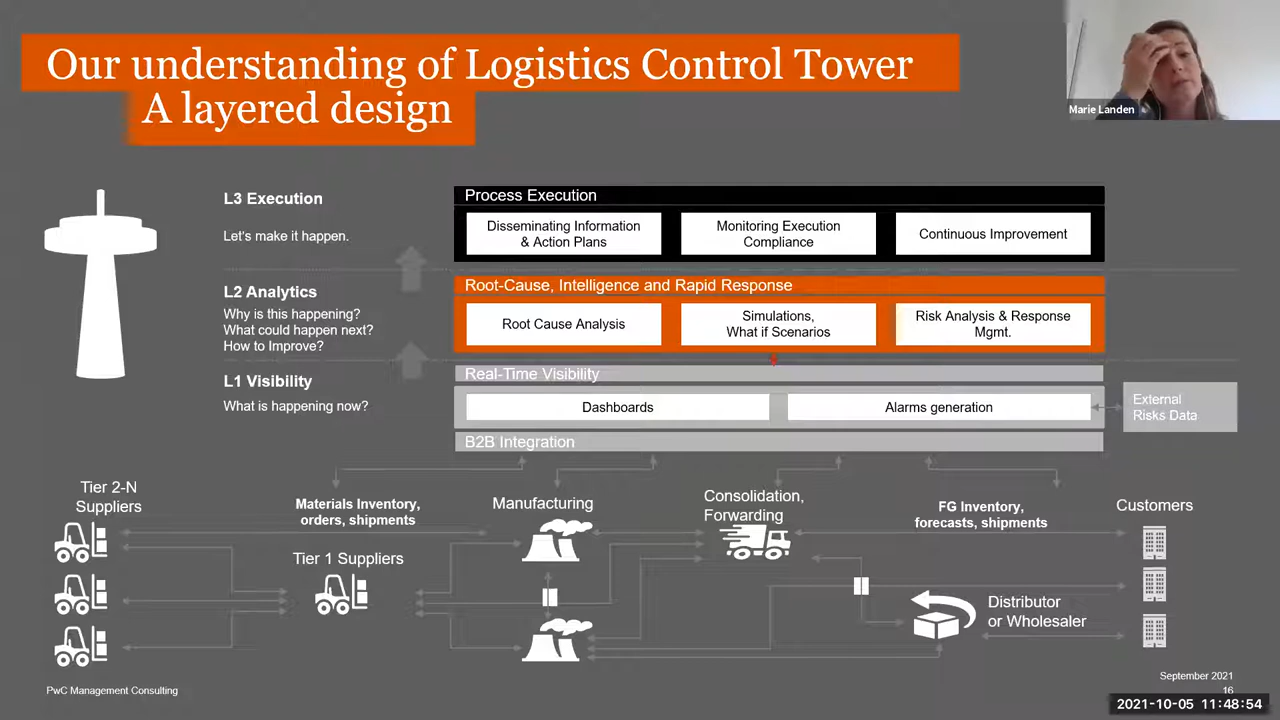 Our understanding of Logistics Control Tower
A layered design
Marie Landen
L3 Execution
Let's make it happen.
Process Execution
Disseminating Information
& Action Plans
Monitoring Execution
Compliance
Continuous Improvement
L2 Analytics
Why is this happening?
What could happen next?
How to Improve?
Root-Cause, Intelligence and Rapid Response
Root Cause Analysis
Simulations,
What if Scenarios
Risk Analysis & Response
Mgmt.
L1 Visibility
What is happening now?
Real-Time Visibility
Dashboards
Alarms generation
External
Risks Data
B2B Integration
Tier 2-N
Suppliers
Materials Inventory,
orders, shipments
Manufacturing
Consolidation,
Forwarding
FG Inventory,
forecasts, shipments
Customers
Tier 1 Suppliers
Distributor
or Wholesaler
PwC Management Consulting
September 2021
16
2021-10-05 11:48:54